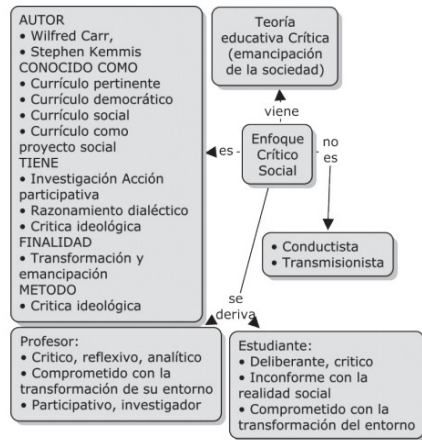 AUTOR
• Wilfred Carr,
• Stephen Kemmis
CONOCIDO COMO
• Currículo pertinente
• Currículo democrático
• Currículo social
• Currículo como
proyecto social
TIENE
• Investigación Acción
participativa
• Razonamiento dialéctico
• Critica ideológica
FINALIDAD
• Transformación y
emancipación
METODO
• Critica ideológica
Teoría
educativa Crítica
(emancipación
de la sociedad)
viene
es
Enfoque
Crítico
Social
no
es
• Conductista
• Transmisionista
se
deriva
Profesor:
• Critico, reflexivo, analítico
• Comprometido con la
transformación de su entorno
• Participativo, investigador
Estudiante:
• Deliberante, critico
• Inconforme con la
realidad social
• Comprometido con la
transformación del entorno